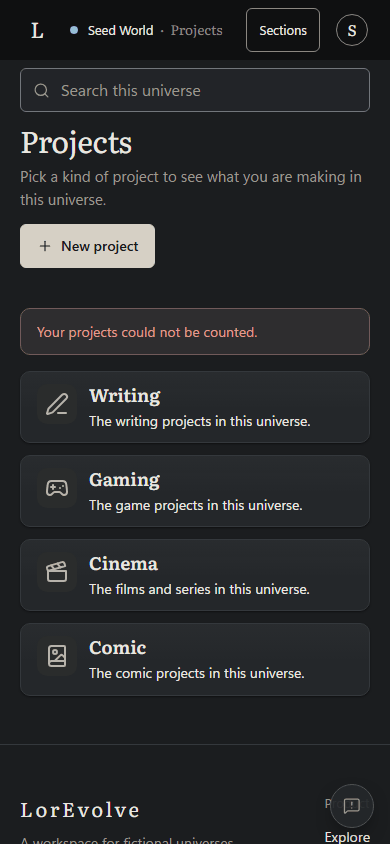 L
Seed World · Projects
Sections
S
Search this universe
Projects
Pick a kind of project to see what you are making in
this universe.
New project
Your projects could not be counted.
Writing
The writing projects in this universe.
Gaming
The game projects in this universe.
Cinema
The films and series in this universe.
Comic
The comic projects in this universe.
LorEvolve
Explore
A workspace for fictional universes